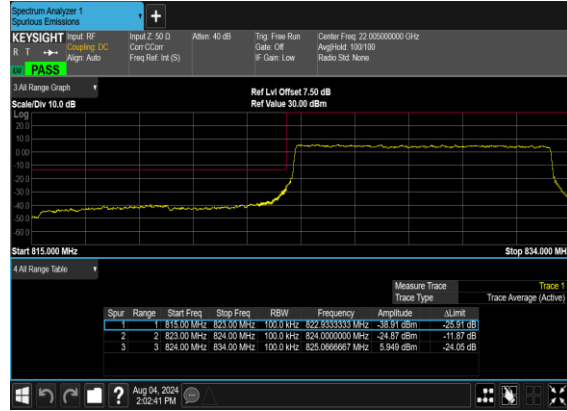 Spectrum Analyzer 1
Spurious Emissions
+
KEYSIGHT Input: RF Input Z: 50 Ω Atten: 40 dB Trig: Free Run Center Freq: 22.005000000 GHz
R T Coupling: DC Corr CCorr Gate: Off Avg|Hold: 100/100
Align: Auto Freq Ref: Int (S) IF Gain: Low Radio Std: None
LW PASS
3 All Range Graph Ref Lvl Offset 7.50 dB
Scale/Div 10.0 dB Ref Value 30.00 dBm
Log
20.0
10.0
0.00
-10.0
-20.0
-30.0
-40.0
-50.0
-60.0
Start 815.000 MHz Stop 834.000 MH
4 All Range Table
Measure Trace Trace 1
Trace Type Trace Average (Active)
Spur Range Start Freq Stop Freq RBW Frequency Amplitude ΔLimit
1 1 815.00 MHz 823.00 MHz 100.0 kHz 822.9333333 MHz -38.91 dBm -25.91 dB
2 2 823.00 MHz 824.00 MHz 100.0 kHz 824.0000000 MHz -24.87 dBm -11.87 dB
3 3 824.00 MHz 834.00 MHz 100.0 kHz 825.0666667 MHz 5.949 dBm -24.05 dB
? Aug 04, 2024
2:02:41 PM